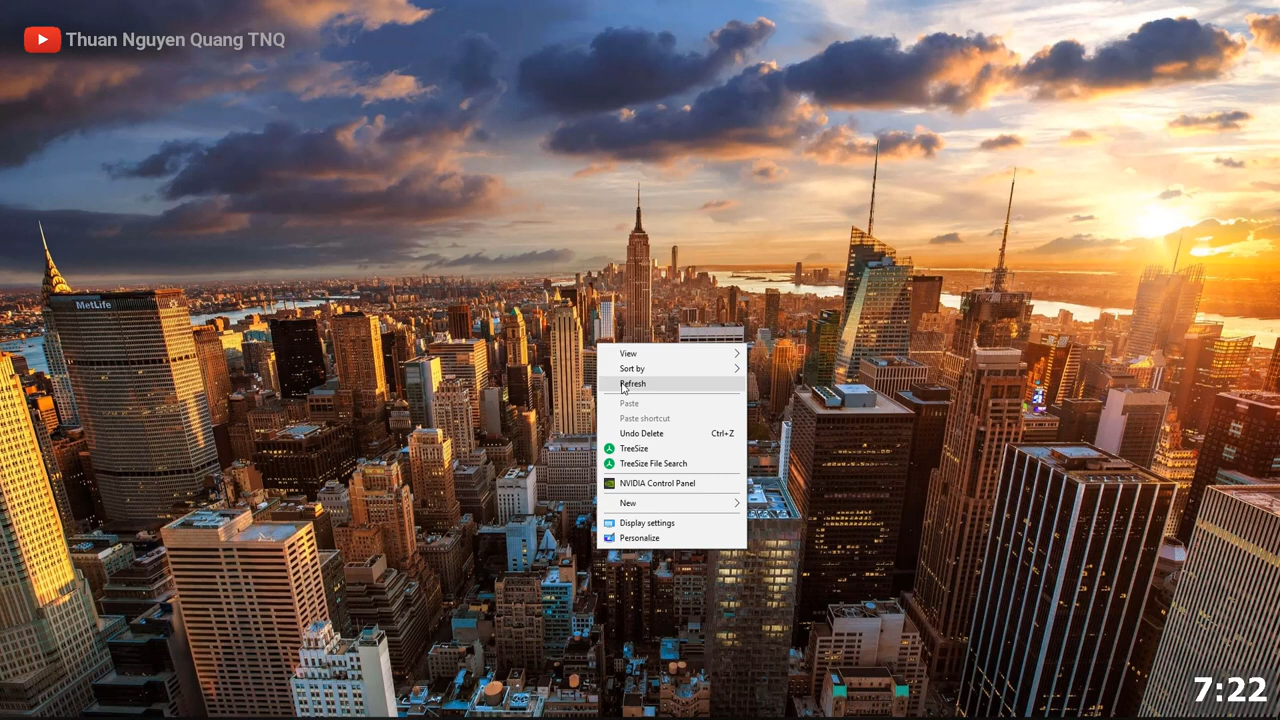 Thuan Nguyen Quang TNQ
MetLife
View
Sort by
Refresh
Paste
Paste shortcut
Undo Delete Ctrl+Z
TreeSize
TreeSize File Search
NVIDIA Control Panel
New
Display settings
Personalize
7:22